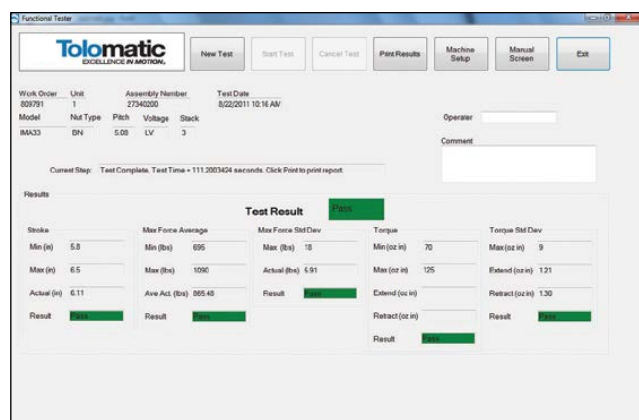 Functional Tester
Tolomatic
EXCELLENCE IN MOTION.
New Test Start Test Cancel Test Print Results Machine Setup Manual Screen Exit
Work Order Unit Assembly Number Test Date
809791 1 27340200 8/22/2011 10:16 AM
Model Nut Type Pitch Voltage Stack Operater
IMA33 BN 5.08 LV 3
Comment
Current Step: Test Complete. Test Time = 111.2003424 seconds. Click Print to print report.
Results
Test Result Pass
Stroke Max Force Average Max Force Std Dev Torque Torque Std Dev
Min (in) 5.8 Min (lbs) 695 Max (lbs) 18 Min (oz in) 70 Max (oz in) 9
Max (in) 6.5 Max (lbs) 1090 Actual (lbs) 6.91 Max (oz in) 125 Extend (oz in) 1.21
Actual (in) 6.11 Ave Act. (lbs) 865.48 Result Pass Extend (oz in) Retract (oz in) 1.30
Result Pass Result Pass Retract (oz in) Result Pass
Result Pass